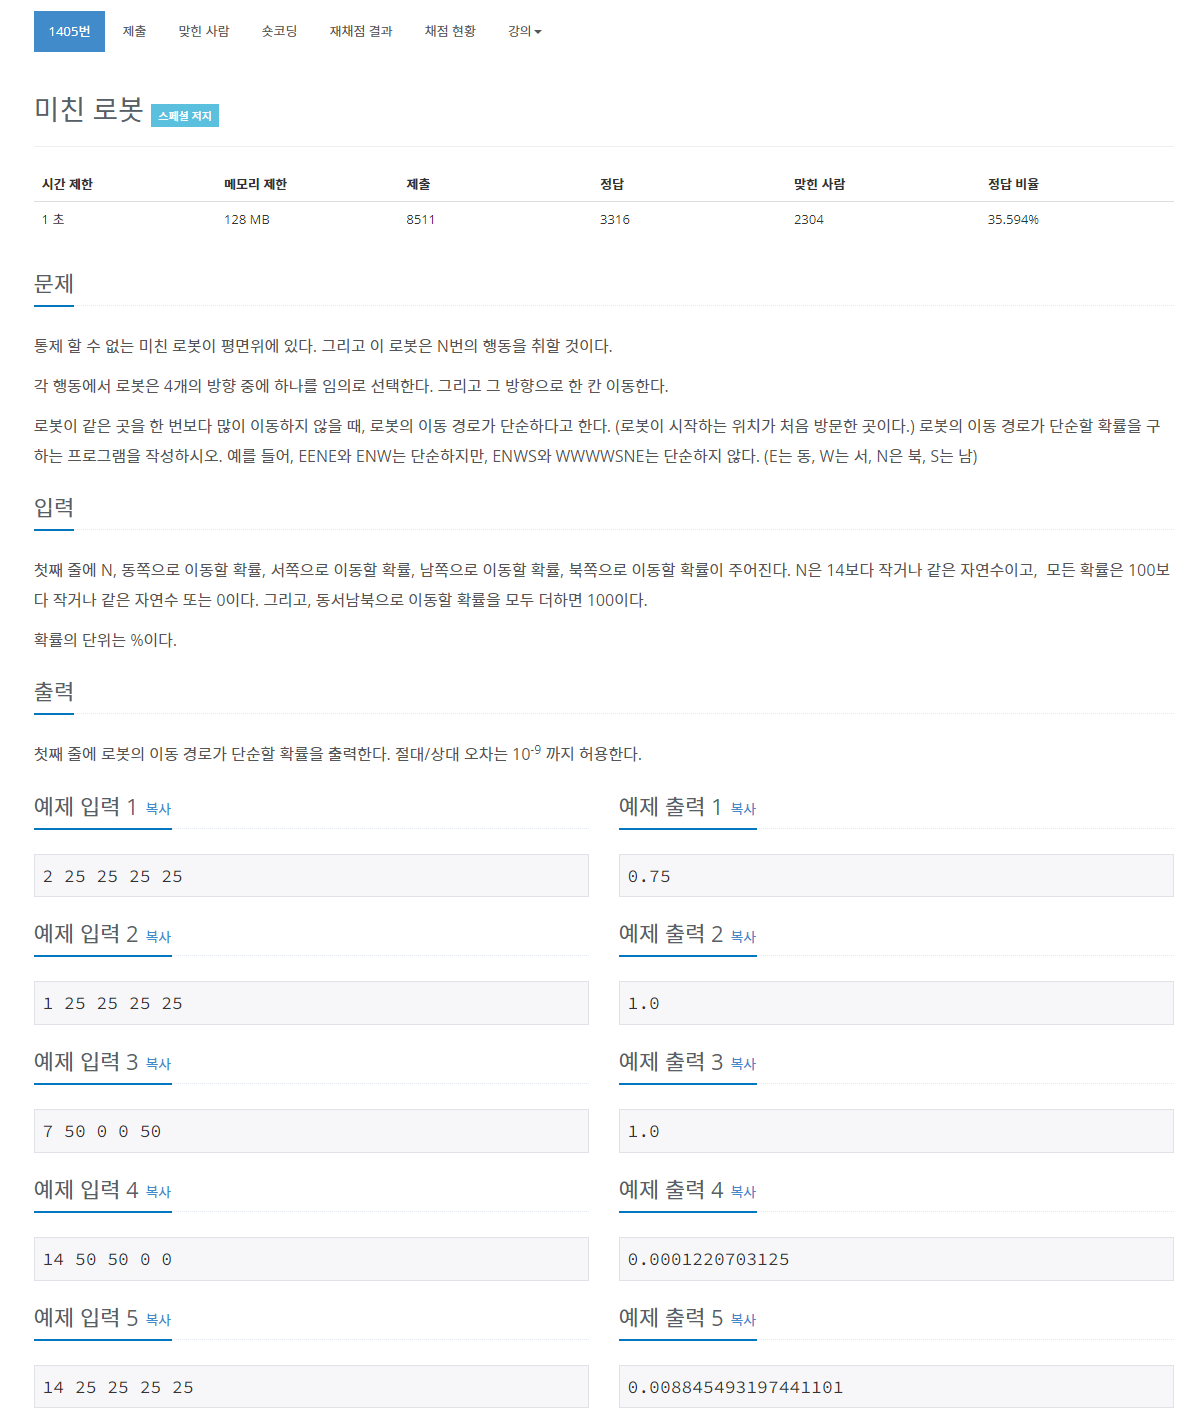 1405번 제출 맞힌 사람 숏코딩 재채점 결과 채점 현황 강의
미친 로봇 스페셜 저지
시간 제한 메모리 제한 제출 정답 맞힌 사람 정답 비율
1 초 128 MB 8511 3316 2304 35.594%
문제
통제 할 수 없는 미친 로봇이 평면위에 있다. 그리고 이 로봇은 N번의 행동을 취할 것이다.
각 행동에서 로봇은 4개의 방향 중에 하나를 임의로 선택한다. 그리고 그 방향으로 한 칸 이동한다.
로봇이 같은 곳을 한 번보다 많이 이동하지 않을 때, 로봇의 이동 경로가 단순하다고 한다. (로봇이 시작하는 위치가 처음 방문한 곳이다.) 로봇의 이동 경로가 단순할 확률을 구
하는 프로그램을 작성하시오. 예를 들어, EENE와 ENW는 단순하지만, ENWS와 WWWWSNE는 단순하지 않다. (E는 동, W는 서, N은 북, S는 남)
입력
첫째 줄에 N, 동쪽으로 이동할 확률, 서쪽으로 이동할 확률, 남쪽으로 이동할 확률, 북쪽으로 이동할 확률이 주어진다. N은 14보다 작거나 같은 자연수이고,  모든 확률은 100보
다 작거나 같은 자연수 또는 0이다. 그리고, 동서남북으로 이동할 확률을 모두 더하면 100이다.
확률의 단위는 %이다.
출력
첫째 줄에 로봇의 이동 경로가 단순할 확률을 출력한다. 절대/상대 오차는 10-9 까지 허용한다.
예제 입력 1 복사 예제 출력 1 복사
2 25 25 25 25 0.75
예제 입력 2 복사 예제 출력 2 복사
1 25 25 25 25 1.0
예제 입력 3 복사 예제 출력 3 복사
7 50 0 0 50 1.0
예제 입력 4 복사 예제 출력 4 복사
14 50 50 0 0 0.0001220703125
예제 입력 5 복사 예제 출력 5 복사
14 25 25 25 25 0.008845493197441101